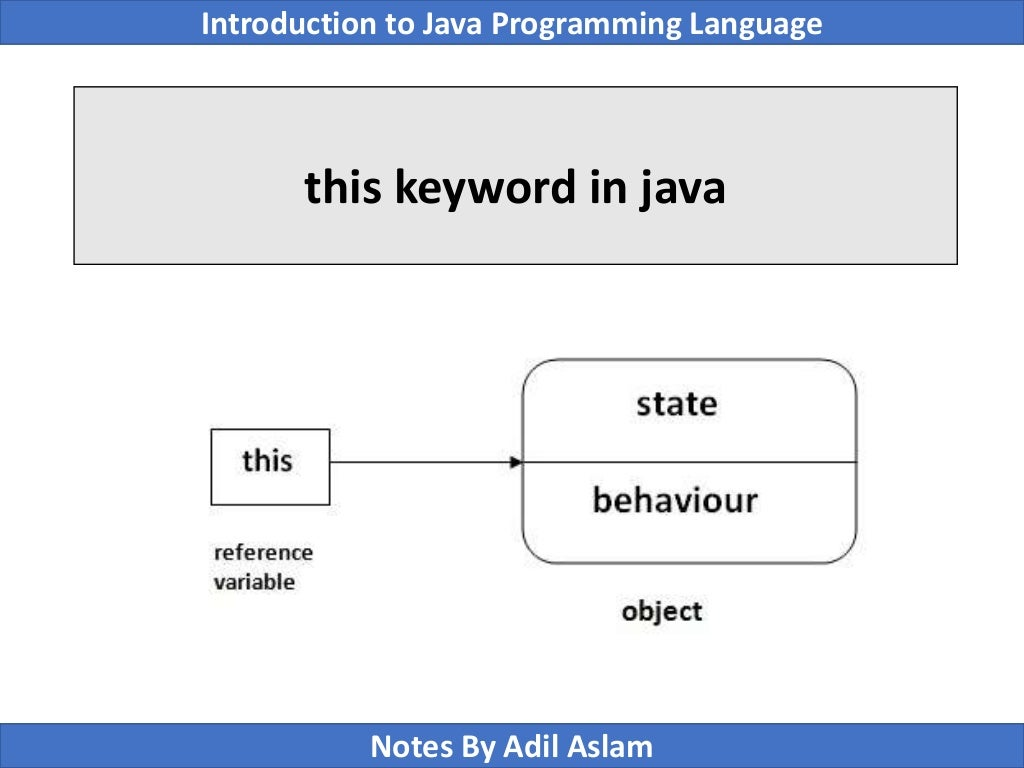 Introduction to Java Programming Language
this keyword in java
state
this
behaviour
reference
variable
object
Notes By Adil Aslam